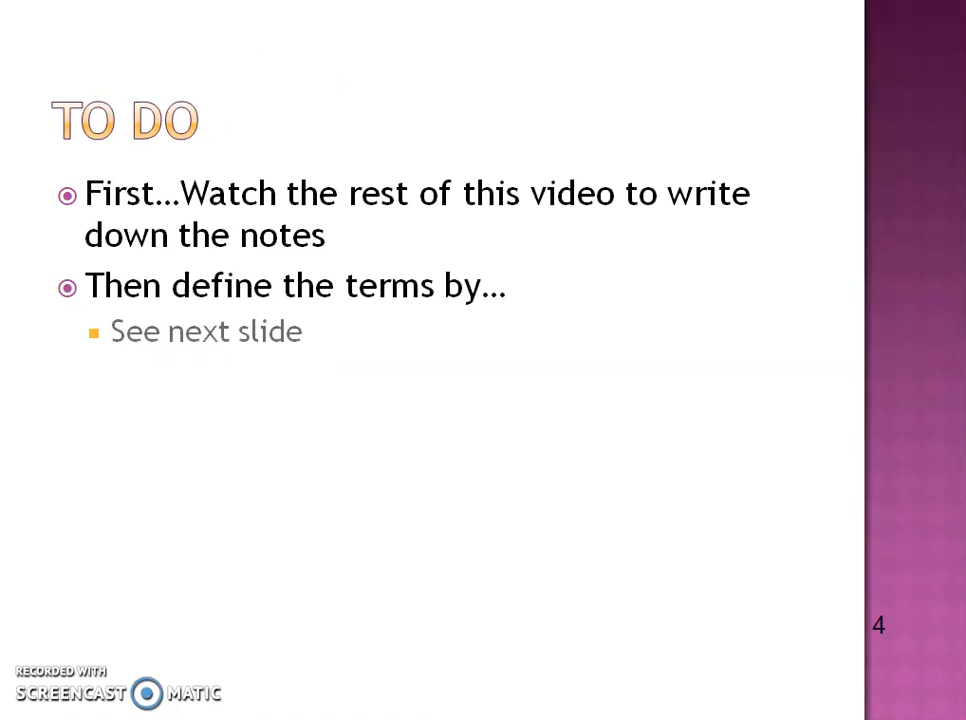 TO DO
First...Watch the rest of this video to write
down the notes
Then define the terms by...
See next slide
4
RECORDED WITH
SCREENCAST MATIC